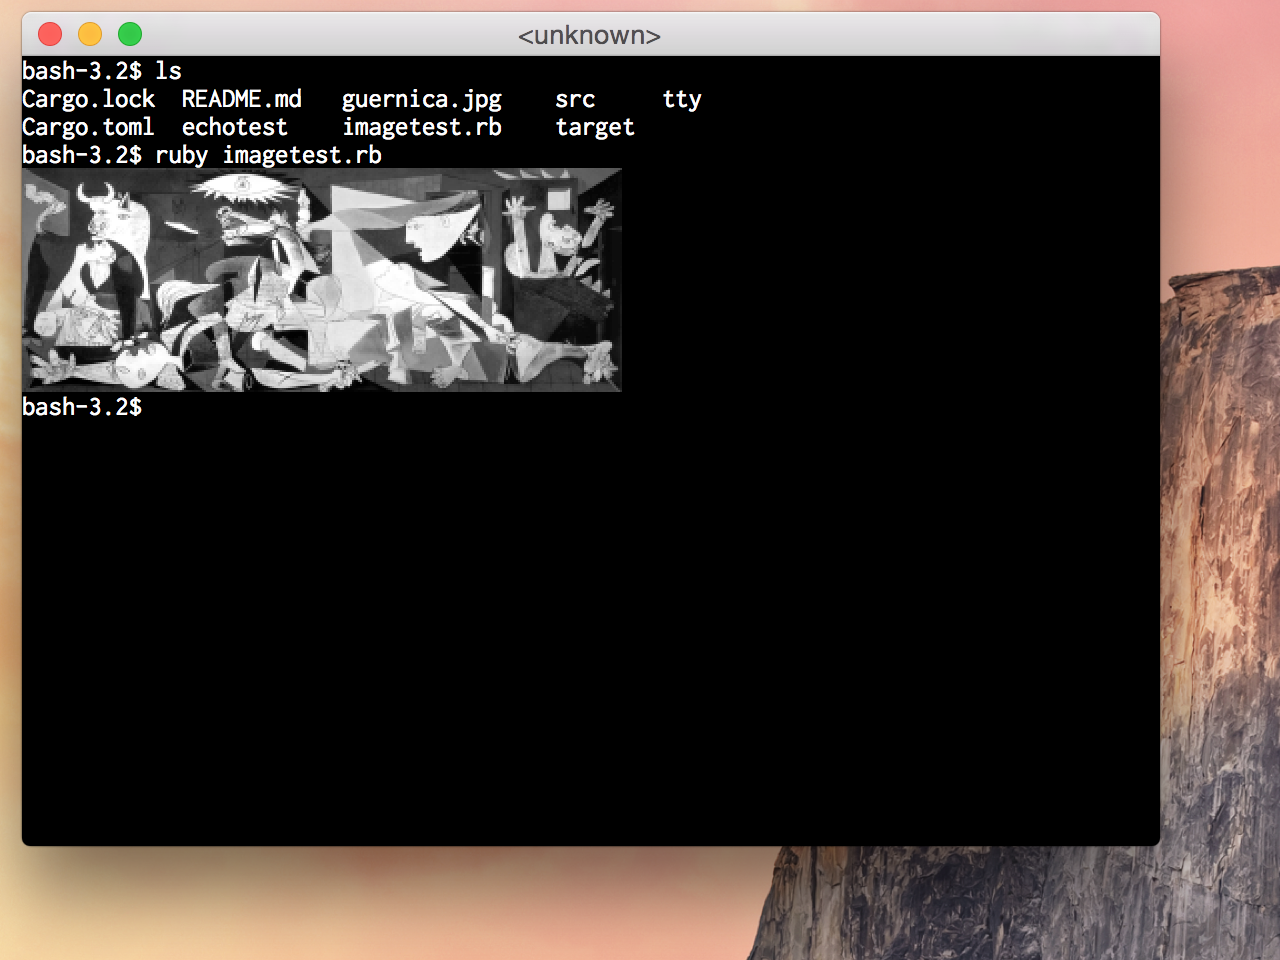 <unknown>
bash-3.2$ ls
Cargo.lock  README.md   guernica.jpg    src     tty
Cargo.toml  echotest    imagetest.rb    target
bash-3.2$ ruby imagetest.rb
bash-3.2$